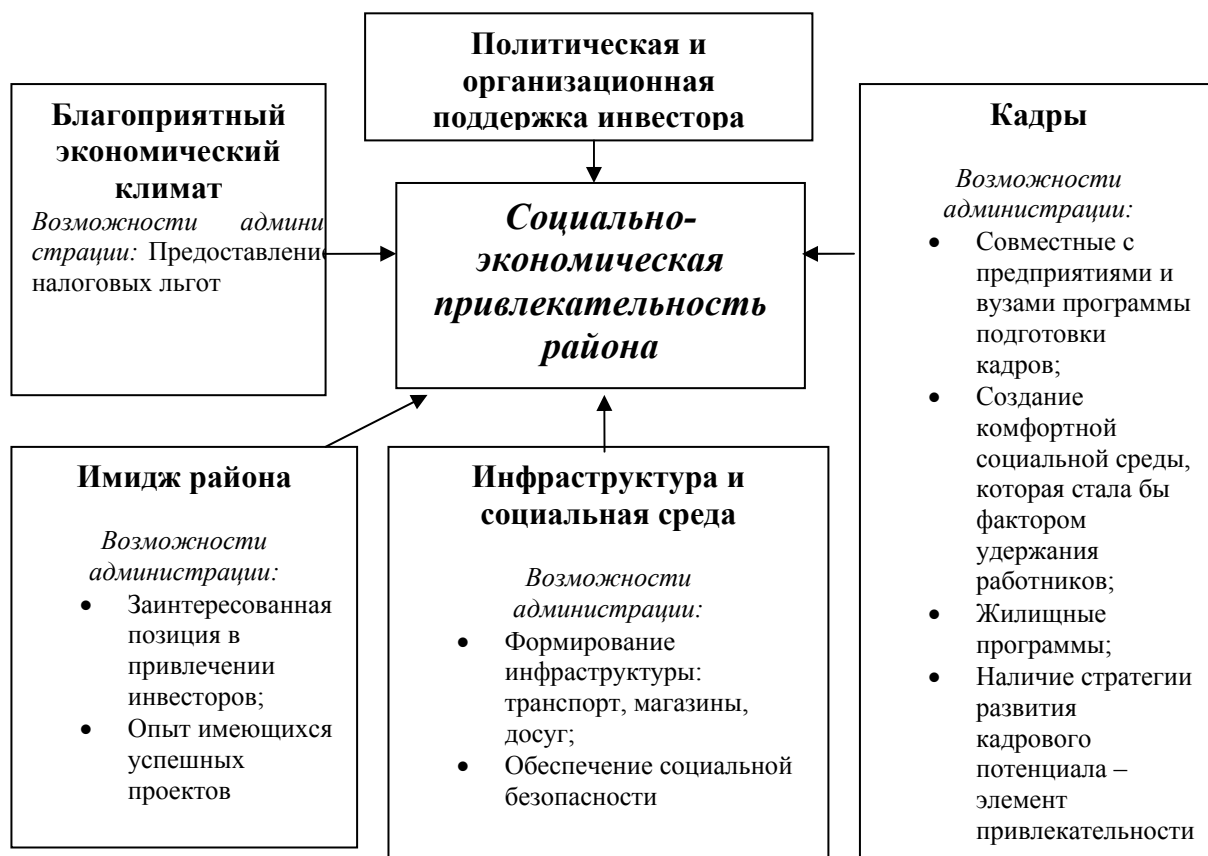 Политическая и
организационная
поддержка инвестора
Благоприятный
экономический
климат
Возможности админи
страции: Предоставление
налоговых льгот
Социально-
экономическая
привлекательность
района
Кадры
Возможности
администрации:
• Совместные с
предприятиями и
вузами программы
подготовки
кадров;
• Создание
комфортной
социальной среды,
которая стала бы
фактором
удержания
работников;
• Жилищные
программы;
• Наличие стратегии
развития
кадрового
потенциала –
элемент
привлекательности
Имидж района
Возможности
администрации:
• Заинтересованная
позиция в
привлечении
инвесторов;
• Опыт имеющихся
успешных
проектов
Инфраструктура и
социальная среда
Возможности
администрации:
• Формирование
инфраструктуры:
транспорт, магазины,
досуг;
• Обеспечение социальной
безопасности